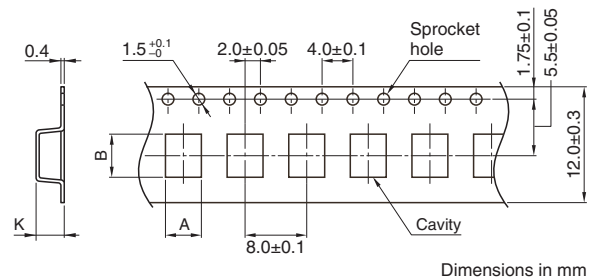 Sprocket
hole
0.4
1.5 +0.1 −0
2.0±0.05
4.0±0.1
1.75±0.1
5.5±0.05
12.0±0.3
B
K
A
8.0±0.1
Cavity
Dimensions in mm